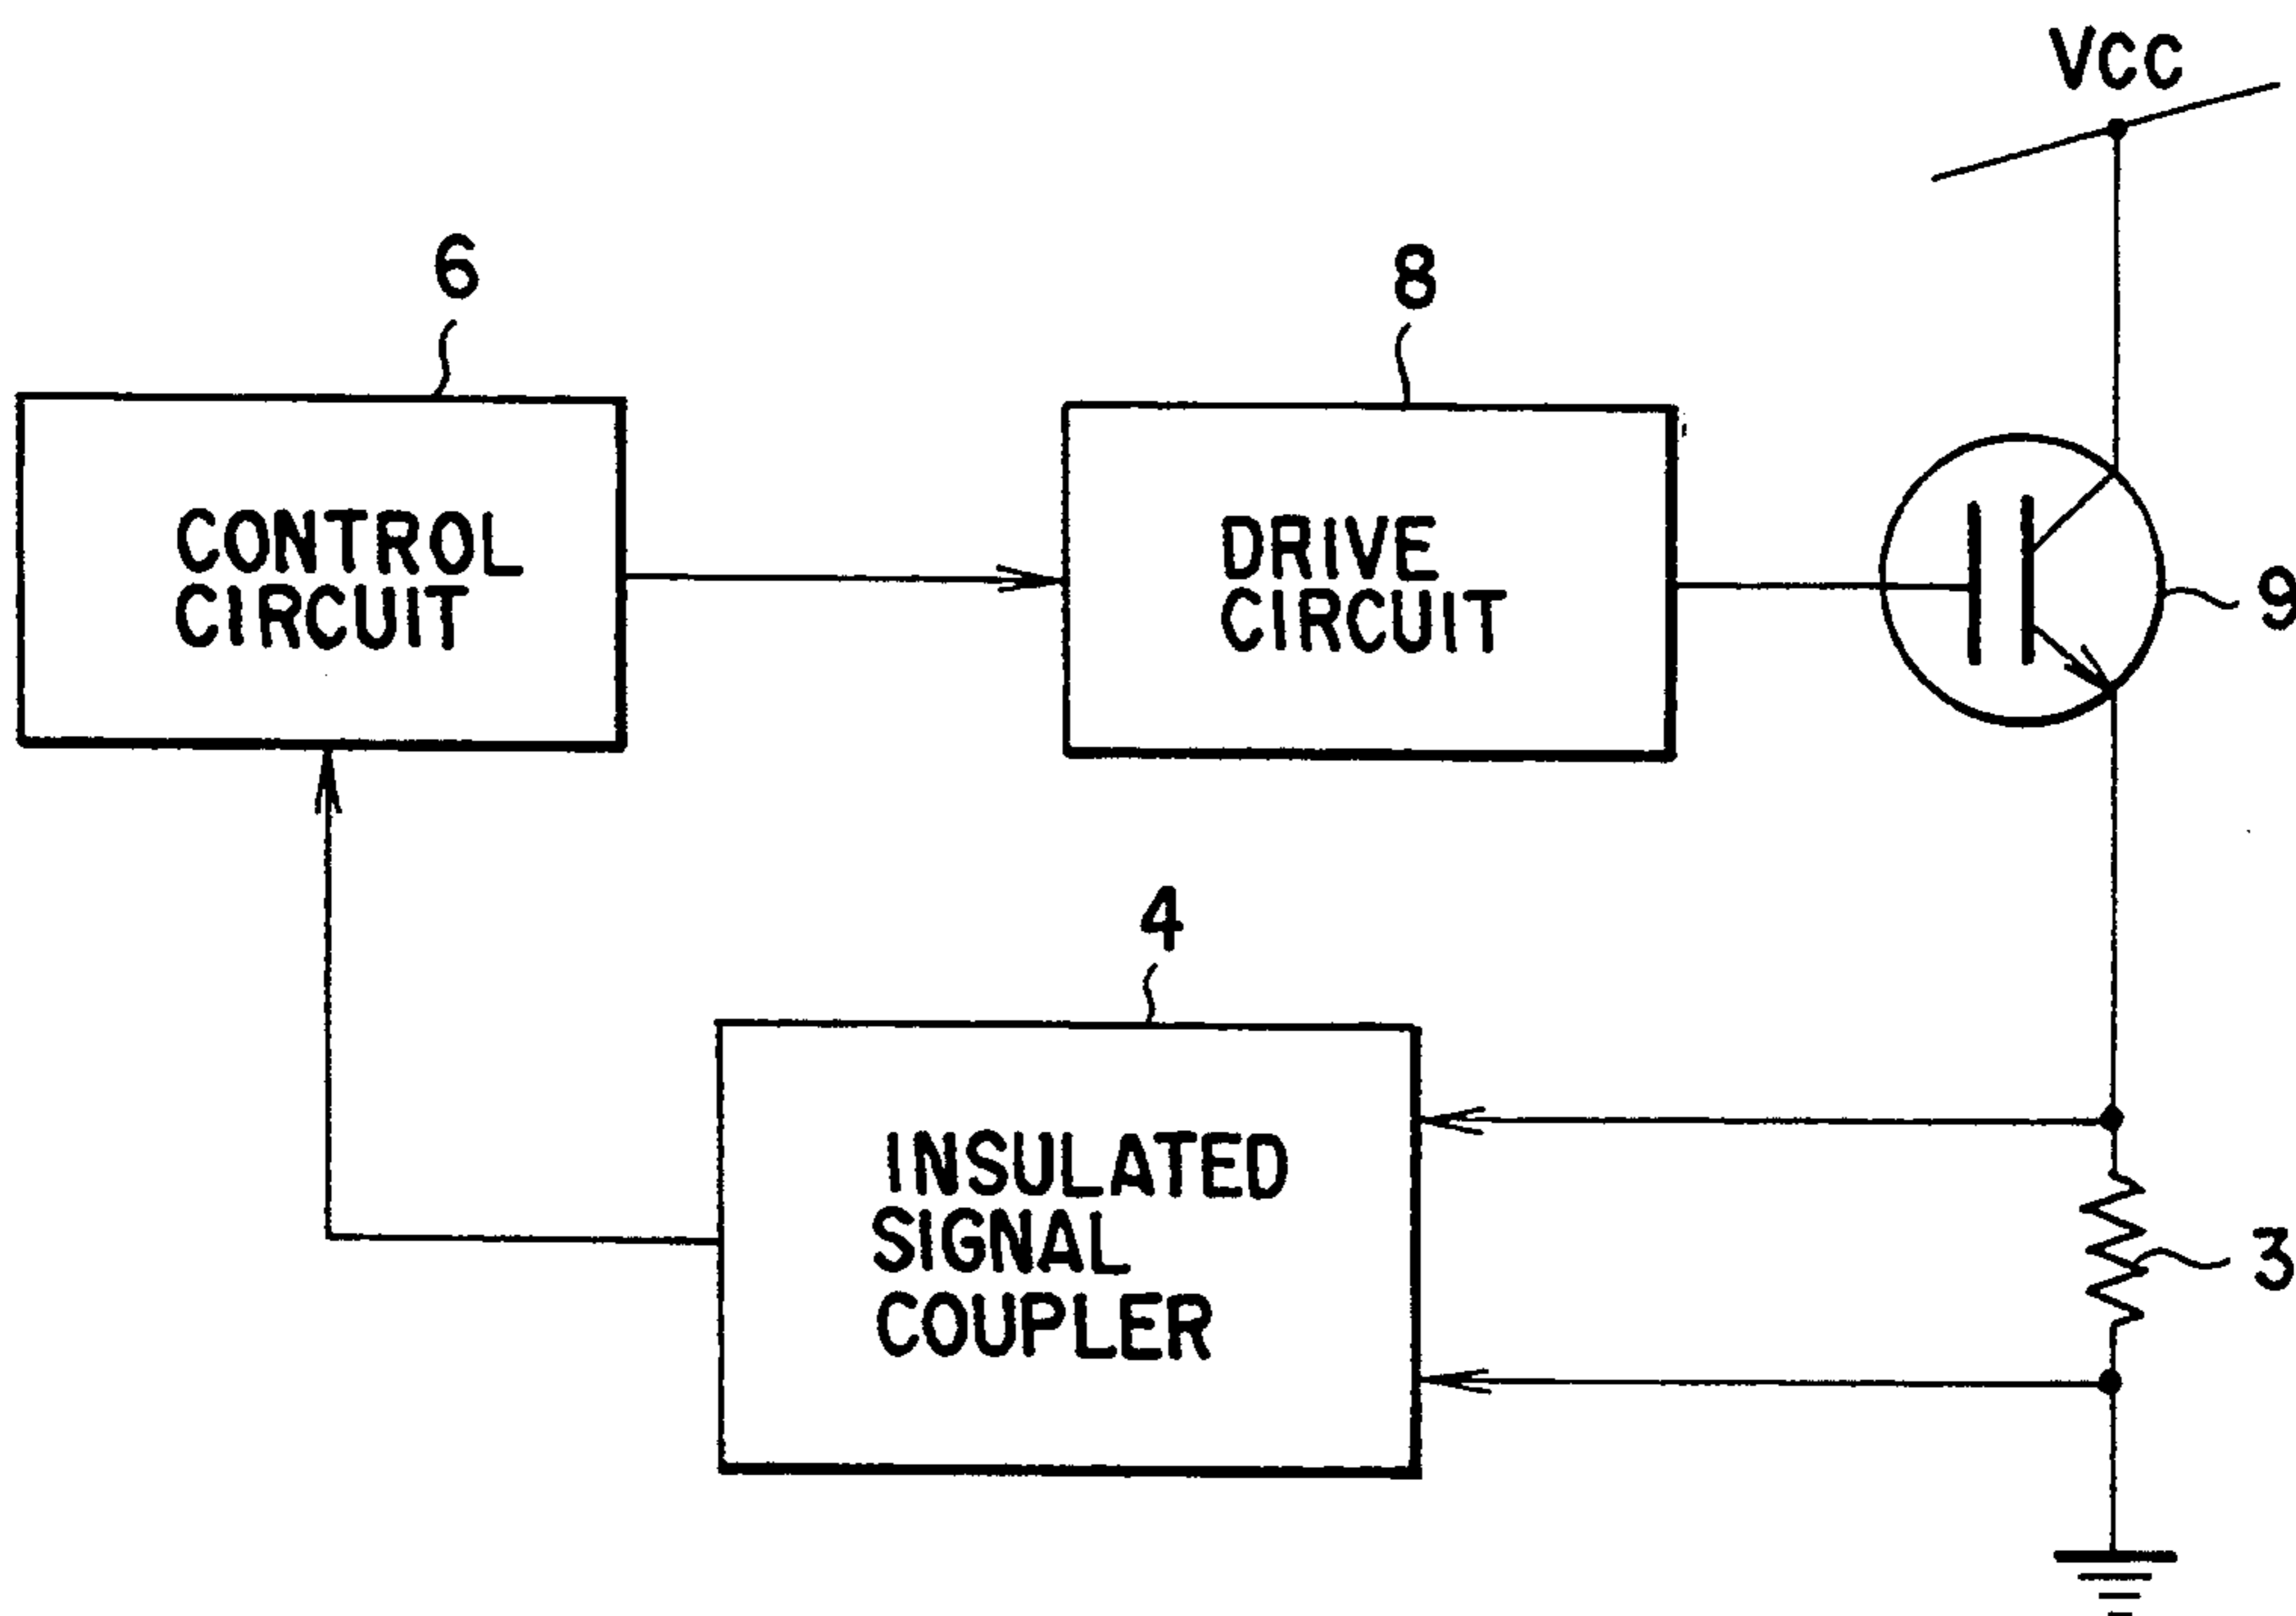 VCC
6
8
CONTROL
CIRCUIT
DRIVE
CIRCUIT
9
4
INSULATED
SIGNAL
COUPLER
3